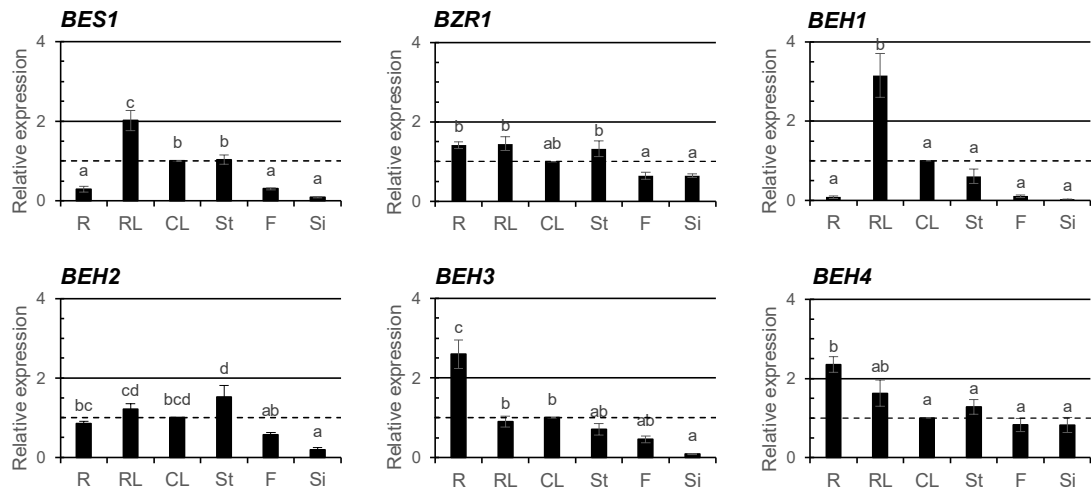 BES1
BZR1
BEH1
Relative expression
4
2
0
a
c
b
b
a
a
R RL CL St F Si
Relative expression
4
2
0
b
b
ab
b
a
a
R RL CL St F Si
Relative expression
4
2
0
a
b
a
a
a
a
R RL CL St F Si
BEH2
BEH3
BEH4
Relative expression
4
2
0
bc
cd
bcd
d
ab
a
R RL CL St F Si
Relative expression
4
2
0
c
b
b
ab
ab
a
R RL CL St F Si
Relative expression
4
2
0
b
ab
a
a
a
a
R RL CL St F Si